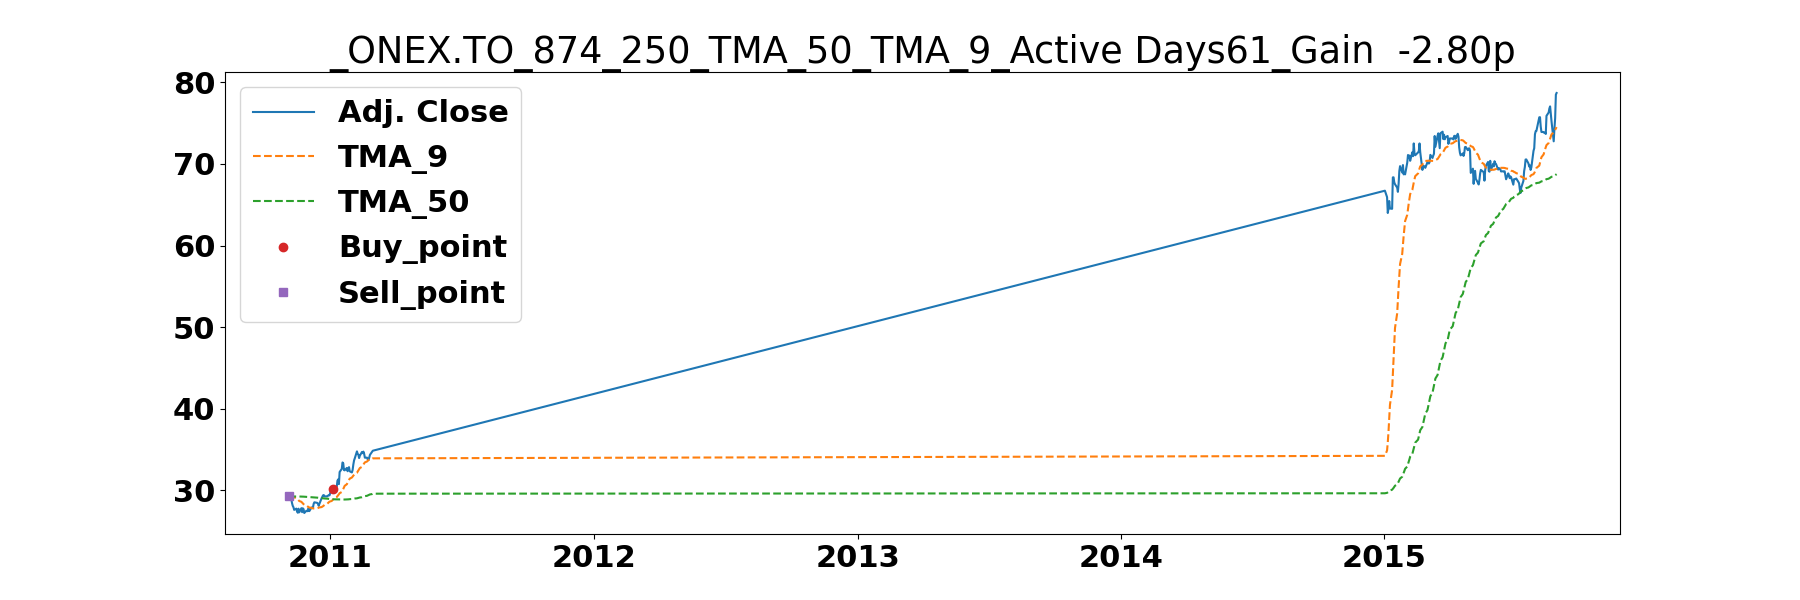 _ONEX.TO_874_250_TMA_50_TMA_9_Active Days61_Gain  -2.80p
80
70
60
50
40
30
Adj. Close
TMA_9
TMA_50
Buy_point
Sell_point
2011
2012
2013
2014
2015